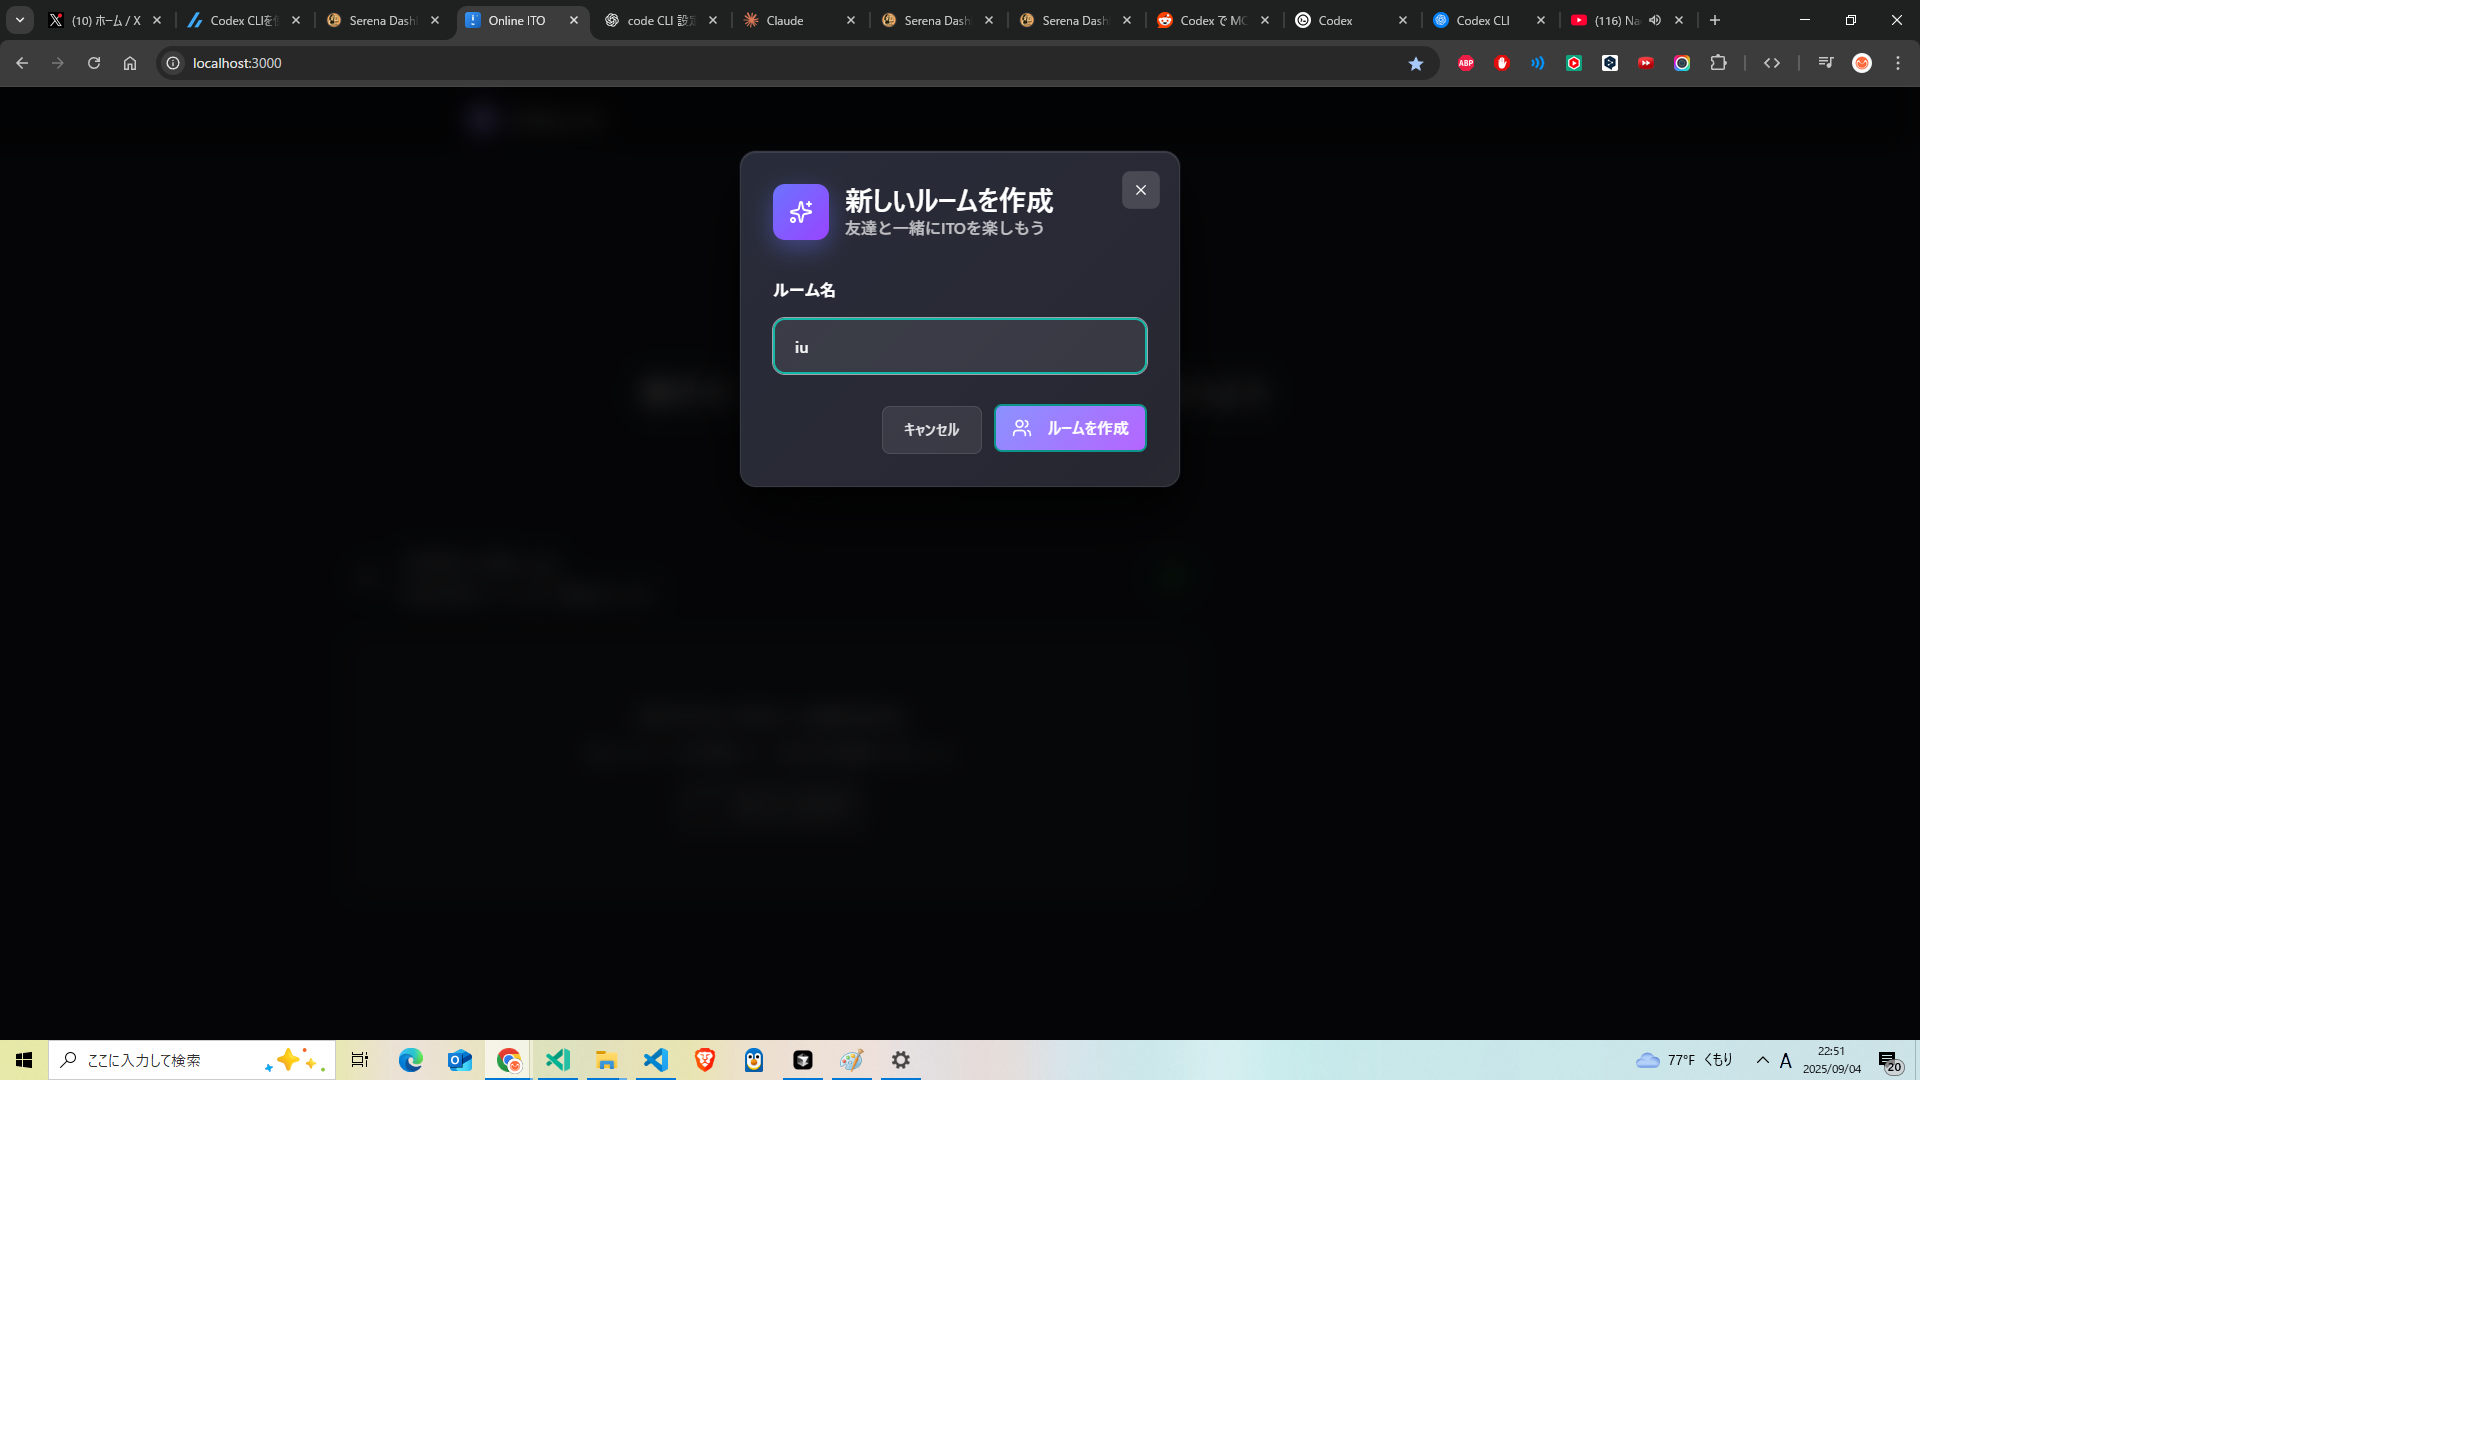 (10) ホーム / X
Codex CLIを
Serena Dash
Online ITO
code CLI 設定
Claude
Serena Dash
Serena Dash
Codex で MC
Codex
Codex CLI
(116) Na
localhost:3000
ABP
新しいルームを作成
友達と一緒にITOを楽しもう
ルーム名
iu
キャンセル
ルームを作成
ここに入力して検索
77°F くもり
A
22:51
2025/09/04
20